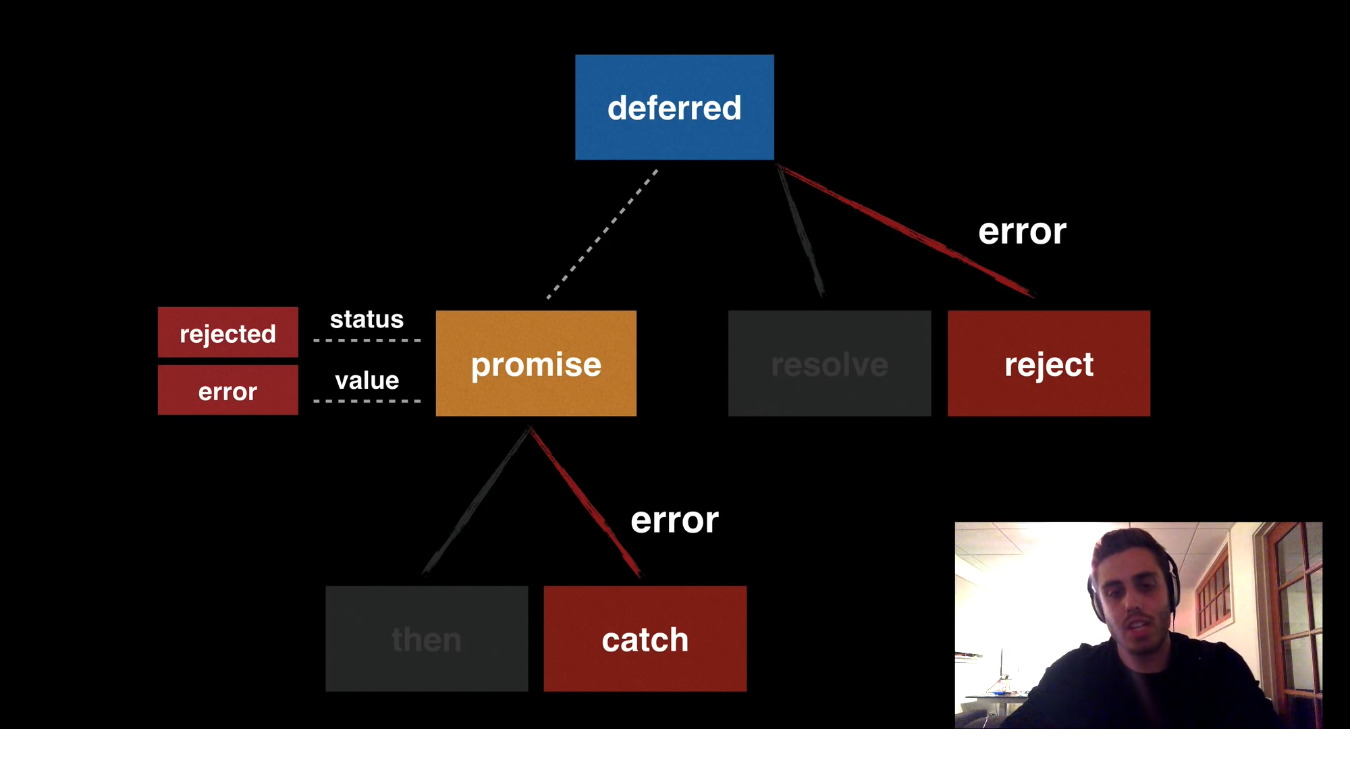 deferred
error
rejected
status
error
value
promise
resolve
reject
error
then
catch